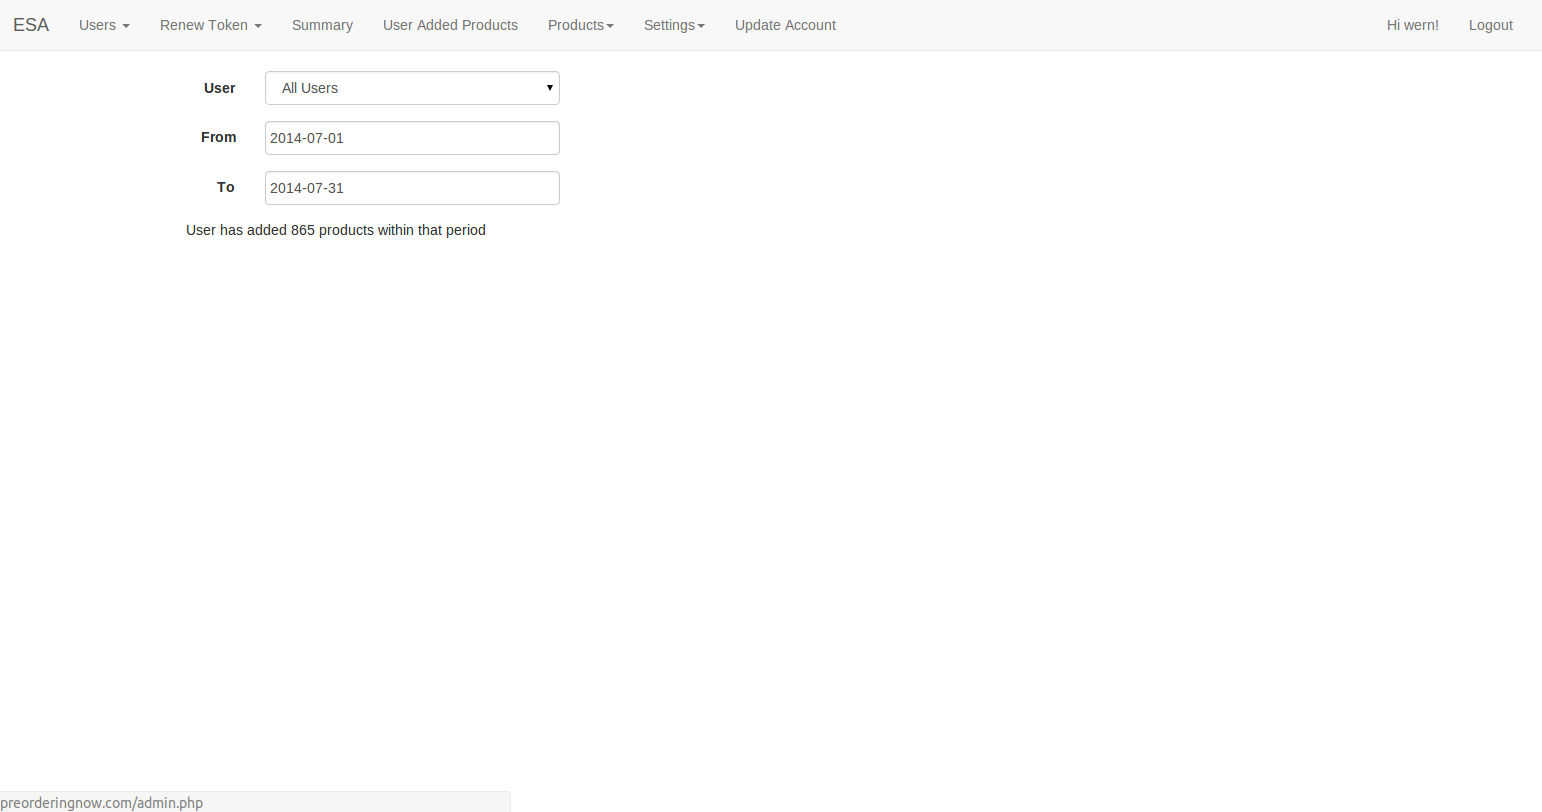 ESA Users Renew Token Summary User Added Products Products Settings Update Account Hi wern! Logout
User All Users
From 2014-07-01
To 2014-07-31
User has added 865 products within that period
preorderingnow.com/admin.php